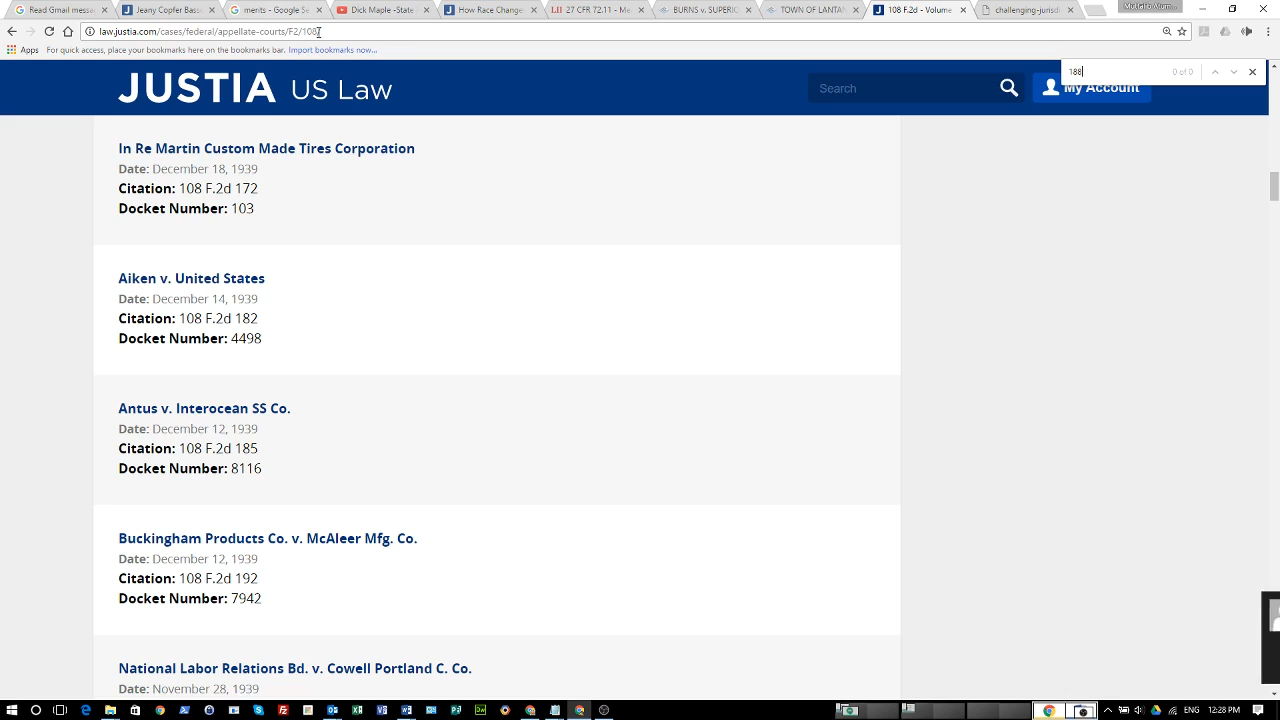 Read Gmail messa
Jeany Copfer Bass
ments - Google Se
Dick Maple -State
How Race Change
27 CFR 72.11 - Me
BURNS v. SUPERIO
TOWN OF LANTAN
108 F.2d - Volume
challenging-jurisdi
law.justia.com/cases/federal/appellate-courts/F2/108
Apps
For quick access, place your bookmarks here on the bookmarks bar. Import bookmarks now...
188
0 of 0
JUSTIA US Law
Search
My Account
In Re Martin Custom Made Tires Corporation
Date: December 18, 1939
Citation: 108 F.2d 172
Docket Number: 103
Aiken v. United States
Date: December 14, 1939
Citation: 108 F.2d 182
Docket Number: 4498
Antus v. Interocean SS Co.
Date: December 12, 1939
Citation: 108 F.2d 185
Docket Number: 8116
Buckingham Products Co. v. McAleer Mfg. Co.
Date: December 12, 1939
Citation: 108 F.2d 192
Docket Number: 7942
National Labor Relations Bd. v. Cowell Portland C. Co.
Date: November 28, 1939
12:28 PM